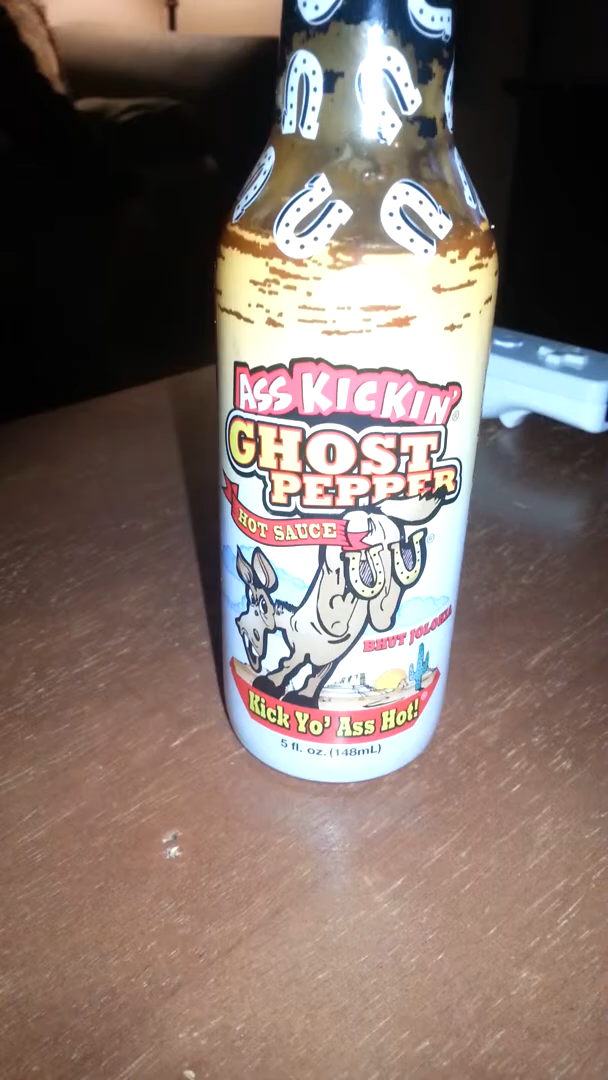 ASS KICKIN'®
GHOST
PEPPER
HOT SAUCE
®
BHUT JOLOKIA
Kick Yo' Ass Hot!®
5 fl. oz. (148mL)